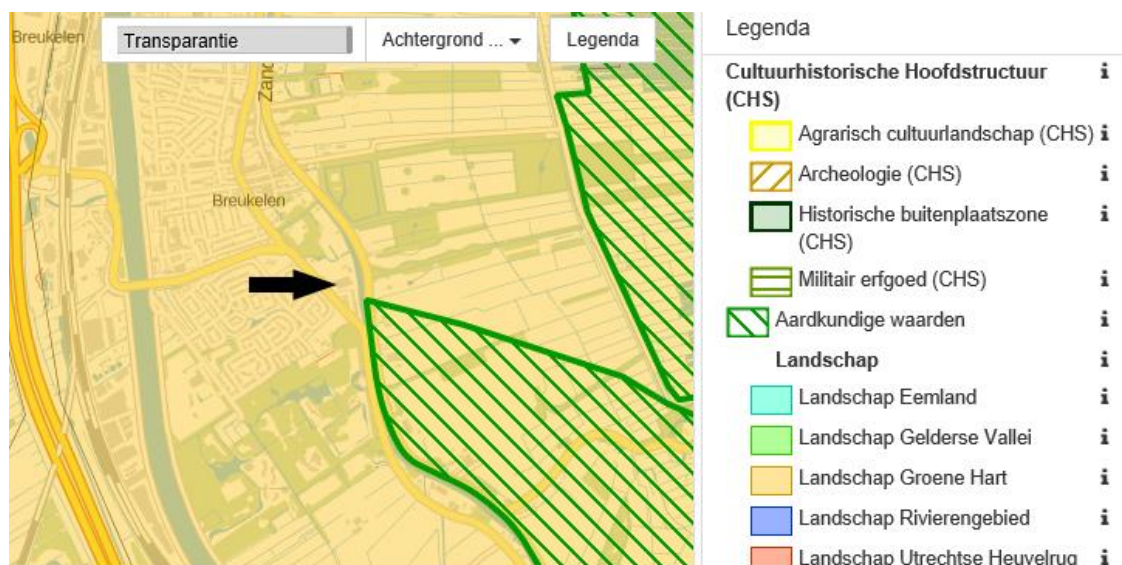 Breukelen
Transparantie
Achtergrond ...
Legenda
Zand
Breukelen
Legenda
Cultuurhistorische Hoofdstructuur
(CHS)
Agrarisch cultuurlandschap (CHS)
Archeologie (CHS)
Historische buitenplaatszone
(CHS)
Militair erfgoed (CHS)
Aardkundige waarden
Landschap
Landschap Eemland
Landschap Gelderse Vallei
Landschap Groene Hart
Landschap Rivierengebied
Landschap Utrechtse Heuvelrug